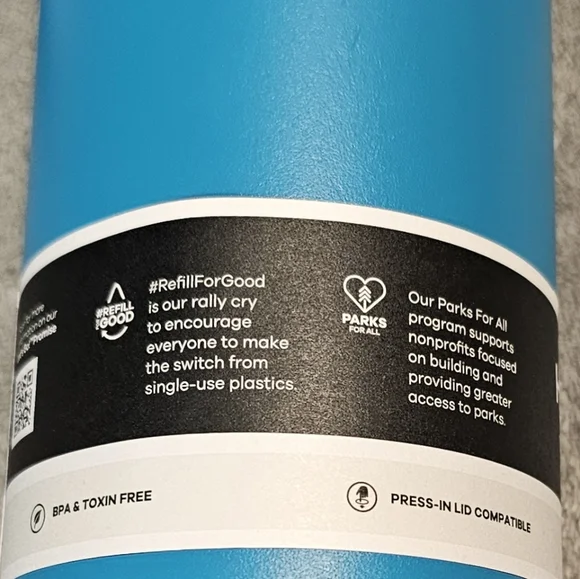 #RefillForGood
is our rally cry
to encourage
everyone to make
the switch from
single-use plastics.
#REFILL
GOOD
PARKS
FOR ALL
Our Parks For All
program supports
nonprofits focused
on building and
providing greater
access to parks.
BPA & TOXIN FREE
PRESS-IN LID COMPATIBLE